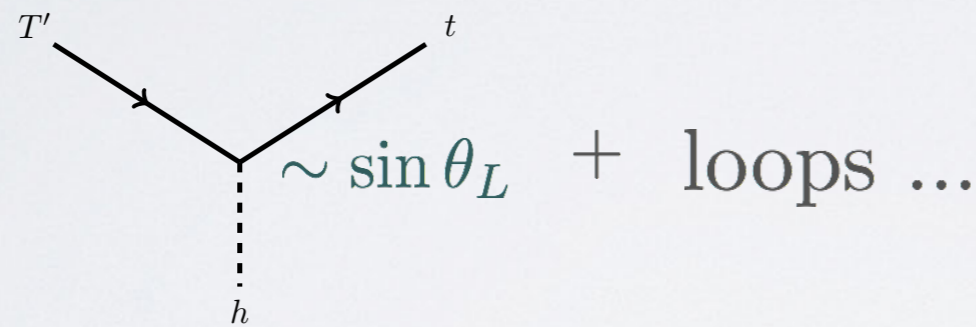 T′ t
∼ sin θ_L + loops ...
h